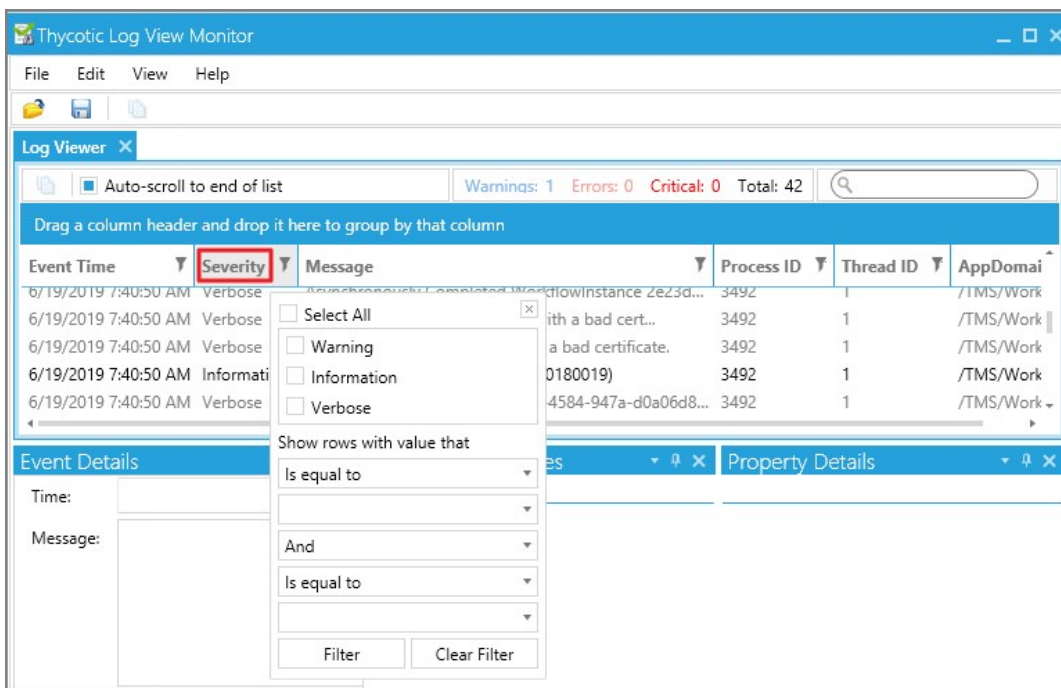 Thycotic Log View Monitor
File Edit View Help
Log Viewer
Auto-scroll to end of list Warnings: 1 Errors: 0 Critical: 0 Total: 42
Drag a column header and drop it here to group by that column
Event Time Severity Message Process ID Thread ID AppDomai
6/19/2019 7:40:50 AM Verbose Asynchronously Completed WorkflowInstance 2e23d... 3492 1 /TMS/Work
6/19/2019 7:40:50 AM Verbose ith a bad cert... 3492 1 /TMS/Work
6/19/2019 7:40:50 AM Verbose a bad certificate. 3492 1 /TMS/Work
6/19/2019 7:40:50 AM Informati 0180019) 3492 1 /TMS/Work
6/19/2019 7:40:50 AM Verbose -4584-947a-d0a06d8... 3492 1 /TMS/Work
Select All
Warning
Information
Verbose
Show rows with value that
Is equal to
And
Is equal to
Filter Clear Filter
Event Details es Property Details
Time:
Message: